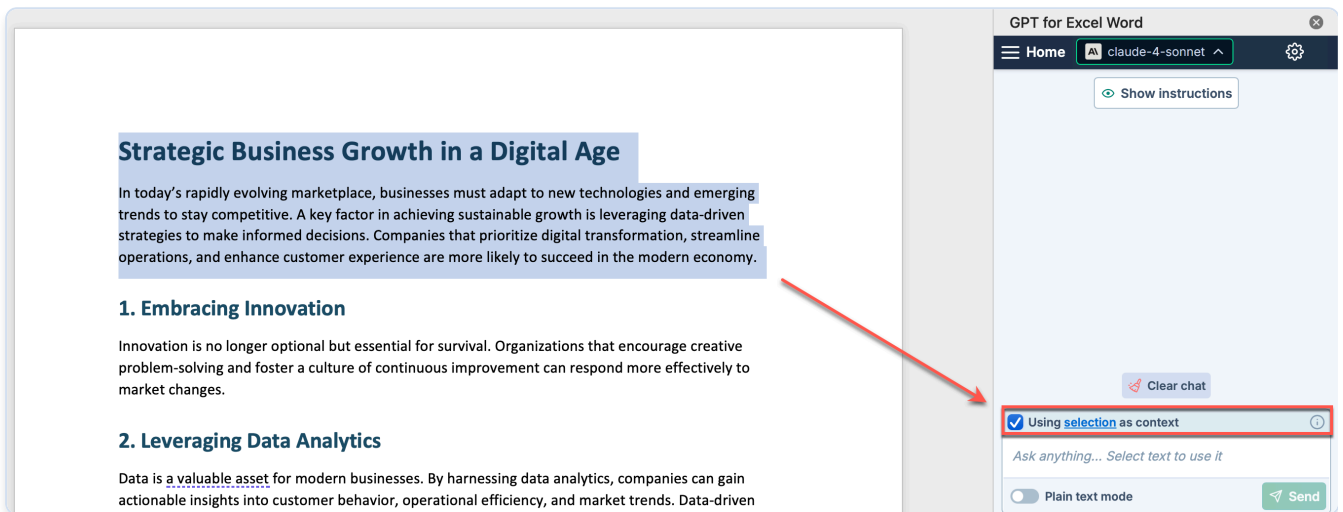 GPT for Excel Word
Home
claude-4-sonnet
Show instructions
Strategic Business Growth in a Digital Age
In today’s rapidly evolving marketplace, businesses must adapt to new technologies and emerging
trends to stay competitive. A key factor in achieving sustainable growth is leveraging data-driven
strategies to make informed decisions. Companies that prioritize digital transformation, streamline
operations, and enhance customer experience are more likely to succeed in the modern economy.
1. Embracing Innovation
Innovation is no longer optional but essential for survival. Organizations that encourage creative
problem-solving and foster a culture of continuous improvement can respond more effectively to
market changes.
2. Leveraging Data Analytics
Data is a valuable asset for modern businesses. By harnessing data analytics, companies can gain
actionable insights into customer behavior, operational efficiency, and market trends. Data-driven
Clear chat
Using selection as context
Ask anything... Select text to use it
Plain text mode
Send